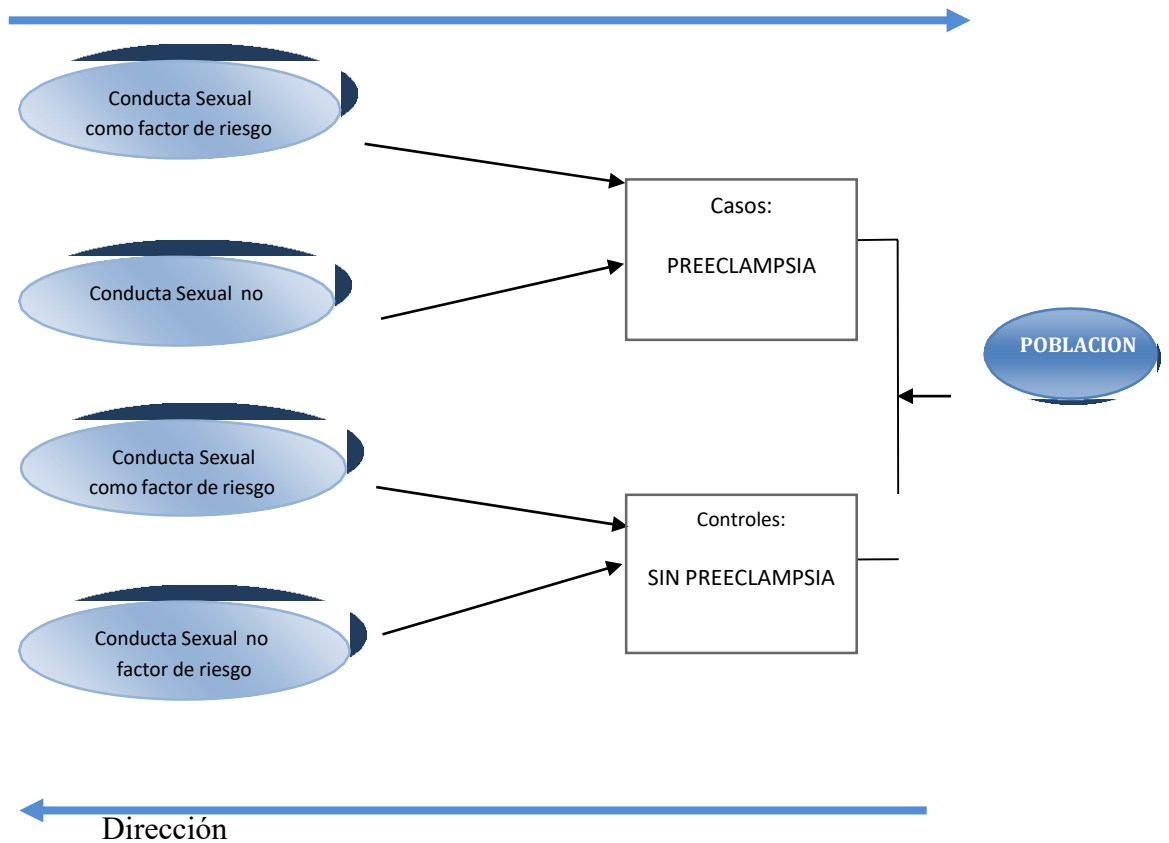 Conducta Sexual
como factor de riesgo
Casos:
PREECLAMPSIA
Conducta Sexual no
POBLACION
Conducta Sexual
como factor de riesgo
Controles:
SIN PREECLAMPSIA
Conducta Sexual no
factor de riesgo
Dirección